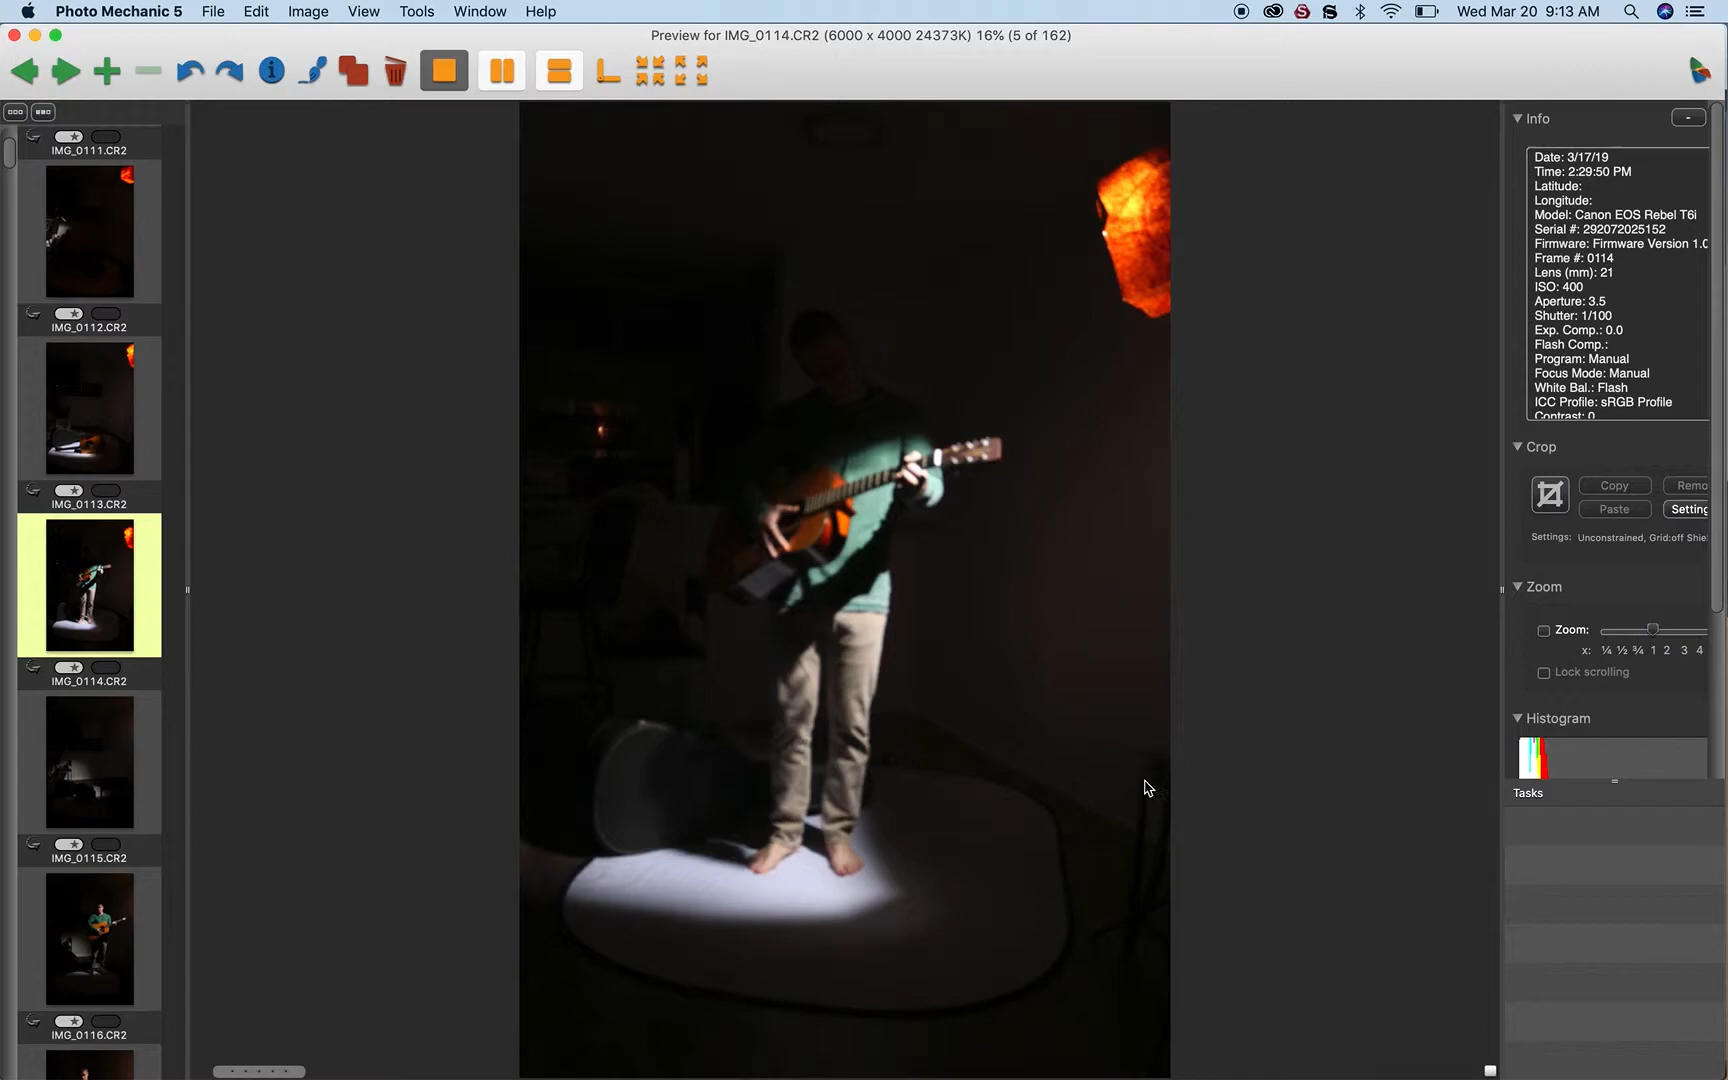 Photo Mechanic 5 File Edit Image View Tools Window Help Wed Mar 20 9:13 AM
Preview for IMG_0114.CR2 (6000 x 4000 24373K) 16% (5 of 162)
IMG_0111.CR2
IMG_0112.CR2
IMG_0113.CR2
IMG_0114.CR2
IMG_0115.CR2
IMG_0116.CR2
Info
-
Date: 3/17/19
Time: 2:29:50 PM
Latitude:
Longitude:
Model: Canon EOS Rebel T6i
Serial #: 292072025152
Firmware: Firmware Version 1.0
Frame #: 0114
Lens (mm): 21
ISO: 400
Aperture: 3.5
Shutter: 1/100
Exp. Comp.: 0.0
Flash Comp.:
Program: Manual
Focus Mode: Manual
White Bal.: Flash
ICC Profile: sRGB Profile
Contrast: 0
Crop
Copy Remo
Paste Setting
Settings: Unconstrained, Grid:off Shie
Zoom
Zoom:
x: ¼ ½ ¾ 1 2 3 4
Lock scrolling
Histogram
Tasks